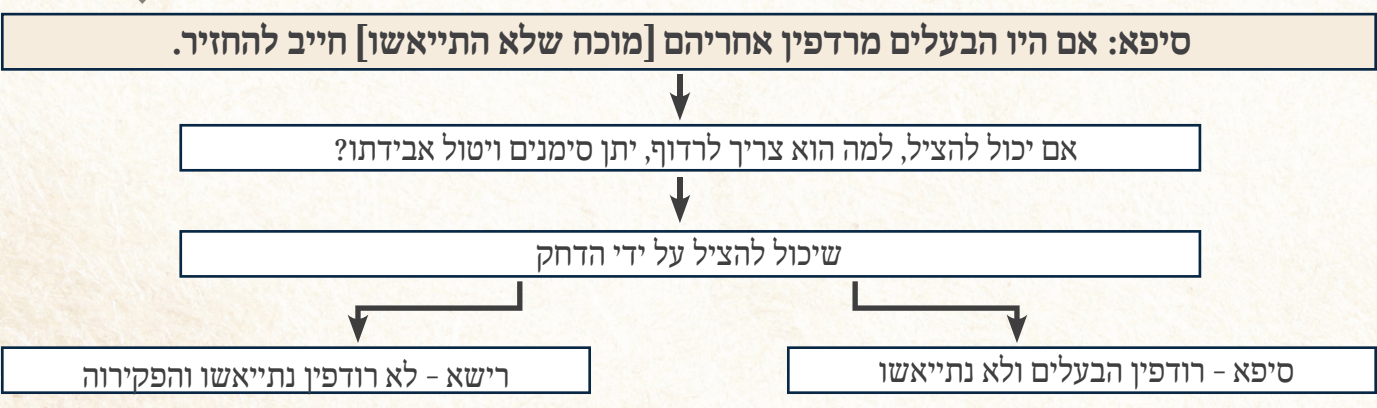 סיפא: אם היו הבעלים מרדפין אחריהם [מוכח שלא התייאשו] חייב להחזיר.
אם יכול להציל, למה הוא צריך לרדוף, יתן סימנים ויטול אבידתו?
שיכול להציל על ידי הדחק
סיפא - רודפין הבעלים ולא נתייאשו
רישא - לא רודפין נתייאשו והפקירוה